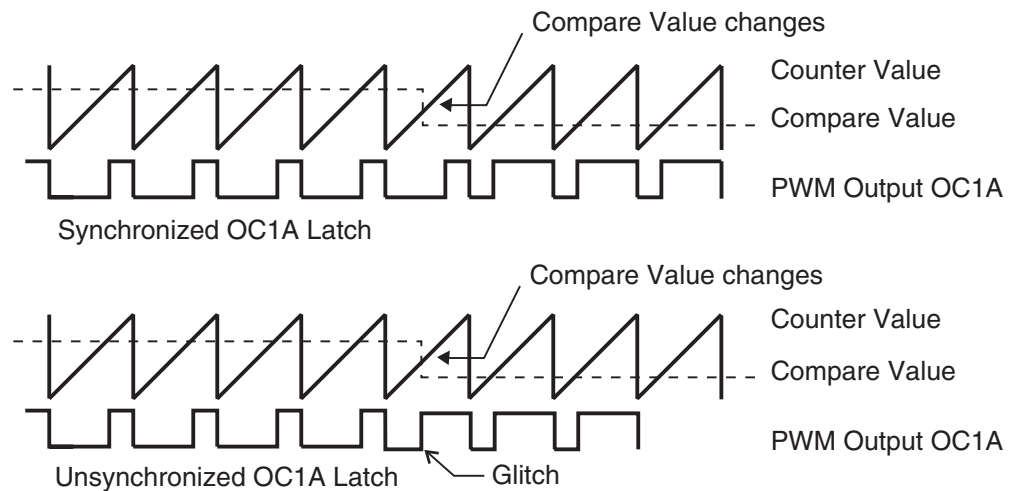 Compare Value changes
Counter Value
Compare Value
PWM Output OC1A
Synchronized OC1A Latch
Compare Value changes
Counter Value
Compare Value
PWM Output OC1A
Unsynchronized OC1A Latch
Glitch